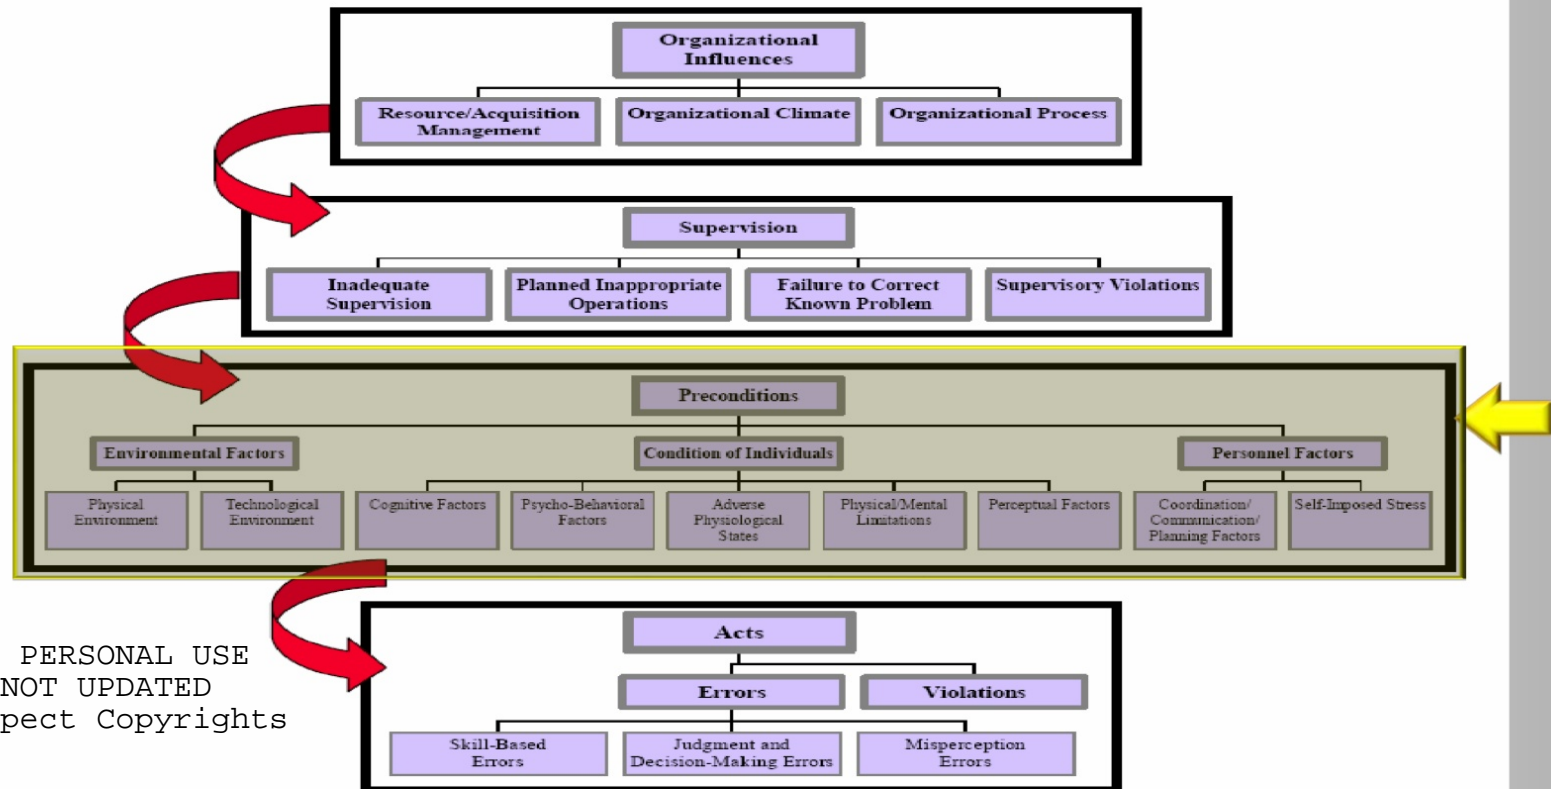 Organizational
Influences
Resource/Acquisition
Management
Organizational Climate
Organizational Process
Supervision
Inadequate
Supervision
Planned Inappropriate
Operations
Failure to Correct
Known Problem
Supervisory Violations
Preconditions
Environmental Factors
Condition of Individuals
Personnel Factors
Physical
Environment
Technological
Environment
Cognitive Factors
Psycho-Behavioral
Factors
Adverse
Physiological
States
Physical/Mental
Limitations
Perceptual Factors
Coordination/
Communication/
Planning Factors
Self-Imposed Stress
PERSONAL USE
NOT UPDATED
pect Copyrights
Acts
Errors
Violations
Skill-Based
Errors
Judgment and
Decision-Making Errors
Misperception
Errors